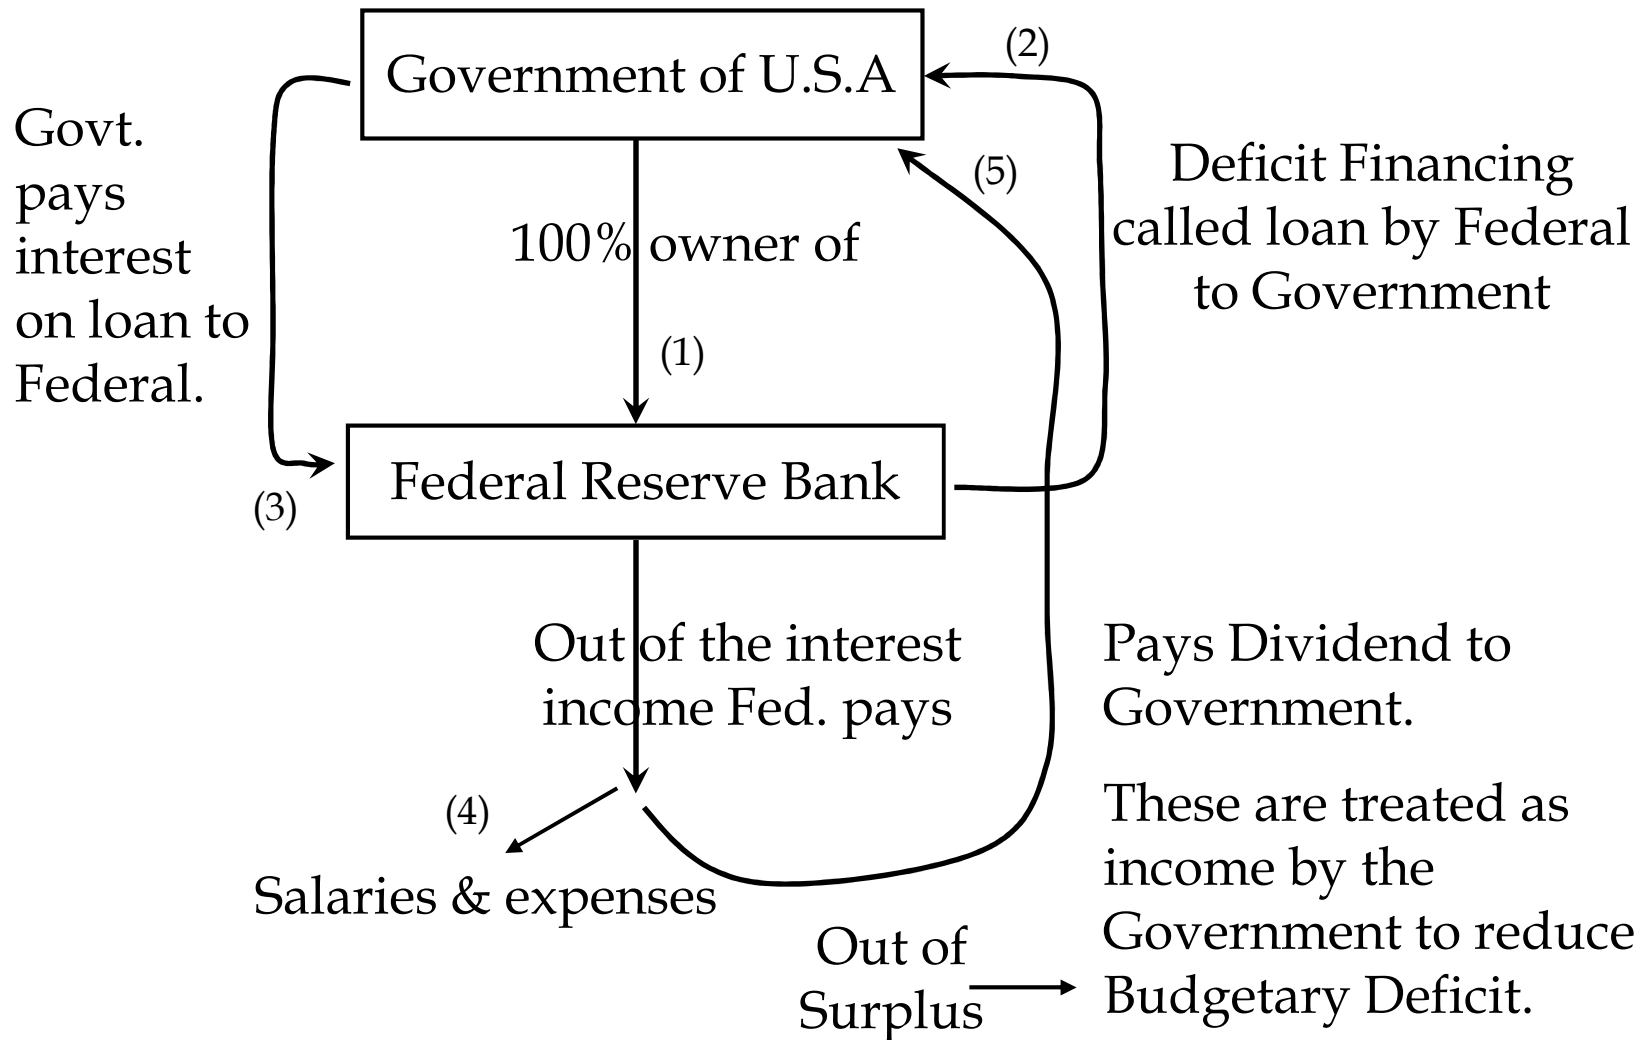 Government of U.S.A
(2)
Govt.
pays
interest
on loan to
Federal.
(5)
Deficit Financing
called loan by Federal
to Government
100% owner of
(1)
Federal Reserve Bank
(3)
Out of the interest
income Fed. pays
Pays Dividend to
Government.
(4)
Salaries & expenses
These are treated as
income by the
Government to reduce
Budgetary Deficit.
Out of
Surplus